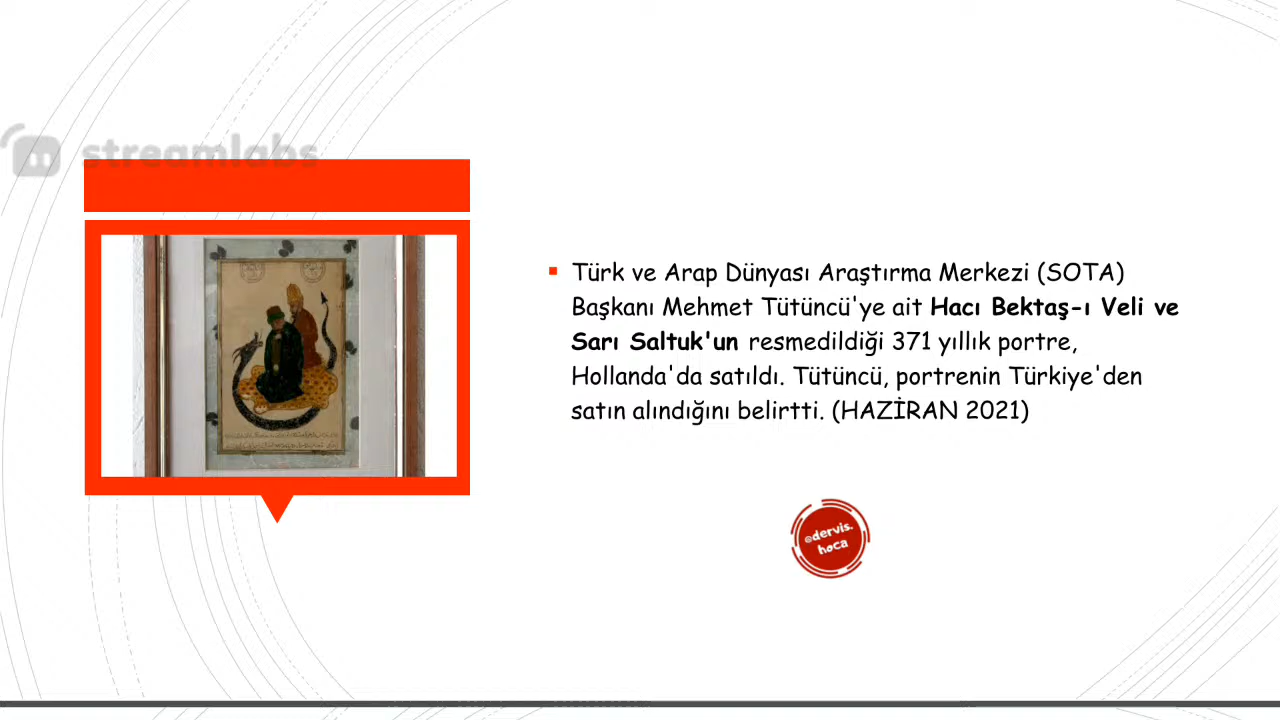 streamlabs
Türk ve Arap Dünyası Araştırma Merkezi (SOTA)
Başkanı Mehmet Tütüncü'ye ait Hacı Bektaş-ı Veli ve
Sarı Saltuk'un resmedildiği 371 yıllık portre,
Hollanda'da satıldı. Tütüncü, portrenin Türkiye'den
satın alındığını belirtti. (HAZİRAN 2021)
@dervis.
hoca